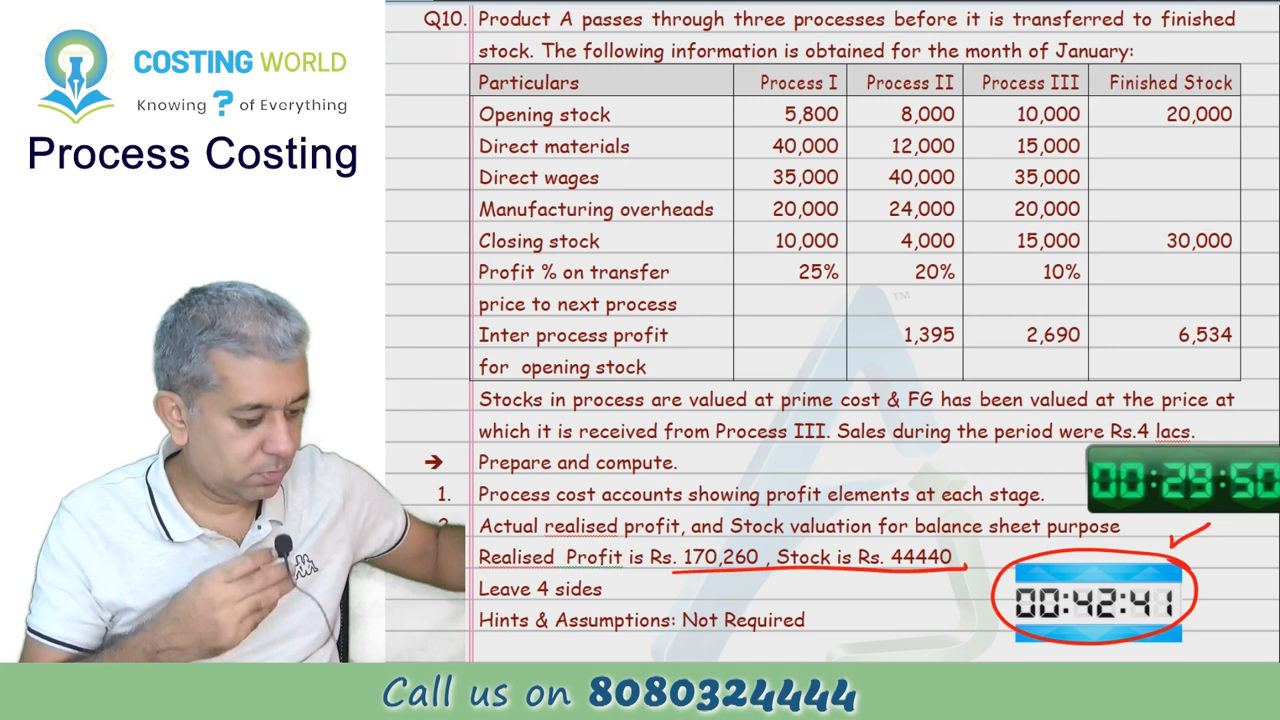 COSTING WORLD
Knowing ? of Everything
Process Costing
Q10. Product A passes through three processes before it is transferred to finished
stock. The following information is obtained for the month of January:
Particulars Process I Process II Process III Finished Stock
Opening stock 5,800 8,000 10,000 20,000
Direct materials 40,000 12,000 15,000
Direct wages 35,000 40,000 35,000
Manufacturing overheads 20,000 24,000 20,000
Closing stock 10,000 4,000 15,000 30,000
Profit % on transfer 25% 20% 10%
price to next process
Inter process profit 1,395 2,690 6,534
for opening stock
TM
Stocks in process are valued at prime cost & FG has been valued at the price at
which it is received from Process III. Sales during the period were Rs.4 lacs.
➔ Prepare and compute.
1. Process cost accounts showing profit elements at each stage.
Actual realised profit, and Stock valuation for balance sheet purpose
Realised Profit is Rs. 170,260 , Stock is Rs. 44440
Leave 4 sides
Hints & Assumptions: Not Required
00:29:50
00:42:41
Call us on 8080324444